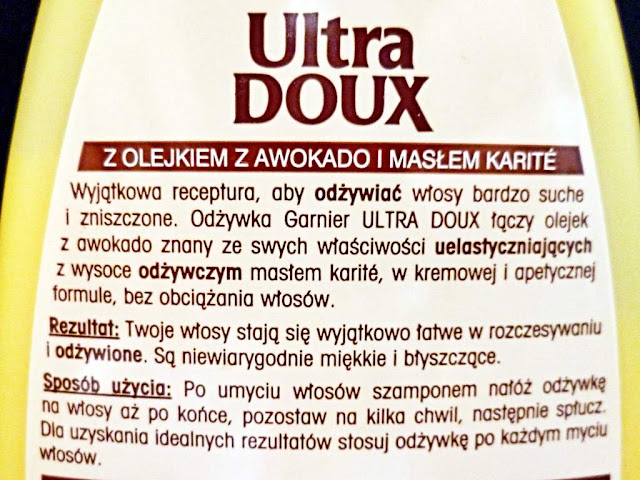 Ultra
DOUX
Z OLEJKIEM Z AWOKADO I MASŁEM KARITÉ
Wyjątkowa receptura, aby odżywiać włosy bardzo suche
i zniszczone. Odżywka Garnier ULTRA DOUX łączy olejek
z awokado znany ze swych właściwości uelastyczniających
z wysoce odżywczym masłem karité, w kremowej i apetycznej
formule, bez obciążania włosów.
Rezultat: Twoje włosy stają się wyjątkowo łatwe w rozczesywaniu
i odżywione. Są niewiarygodnie miękkie i błyszczące.
Sposób użycia: Po umyciu włosów szamponem nałóż odżywkę
na włosy aż po końce, pozostaw na kilka chwil, następnie spłucz.
Dla uzyskania idealnych rezultatów stosuj odżywkę po każdym myciu
włosów.